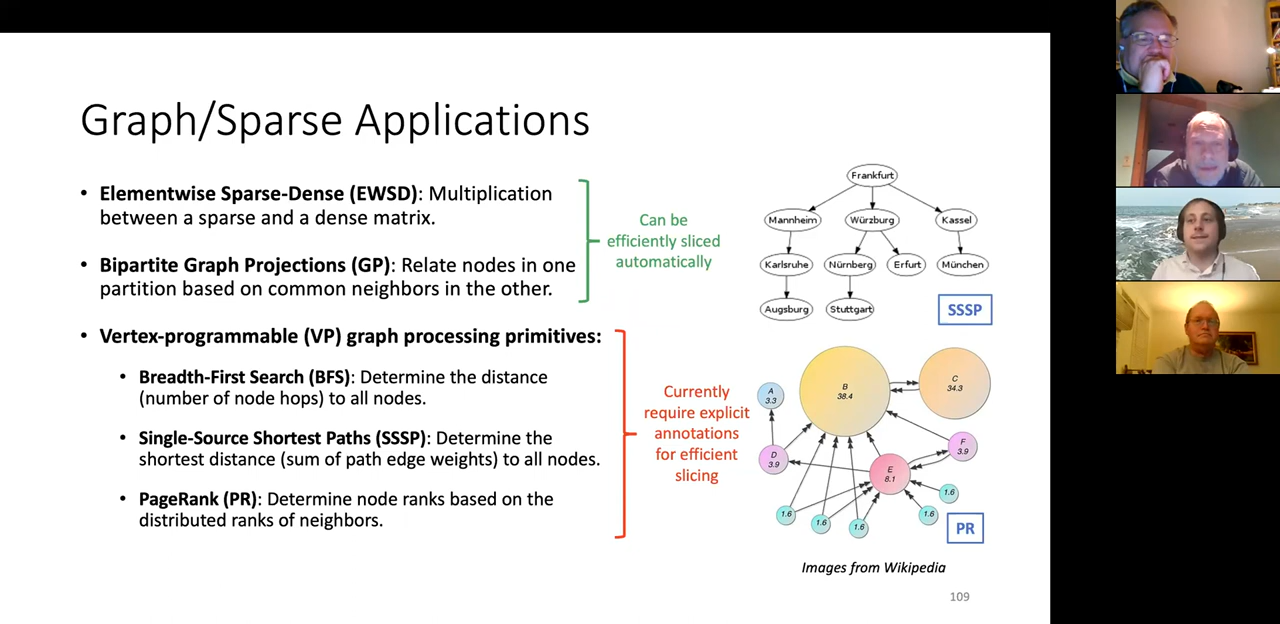 Graph/Sparse Applications
• Elementwise Sparse-Dense (EWSD): Multiplication
between a sparse and a dense matrix.
• Bipartite Graph Projections (GP): Relate nodes in one
partition based on common neighbors in the other.
Can be
efficiently sliced
automatically
• Vertex-programmable (VP) graph processing primitives:
• Breadth-First Search (BFS): Determine the distance
(number of node hops) to all nodes.
• Single-Source Shortest Paths (SSSP): Determine the
shortest distance (sum of path edge weights) to all nodes.
• PageRank (PR): Determine node ranks based on the
distributed ranks of neighbors.
Currently
require explicit
annotations
for efficient
slicing
Frankfurt
Mannheim Würzburg Kassel
Karlsruhe Nürnberg Erfurt München
Augsburg Stuttgart
SSSP
A
3.3
B
38.4
C
34.3
D
3.9
E
8.1
F
3.9
1.6
1.6
1.6
1.6
1.6
PR
Images from Wikipedia
109